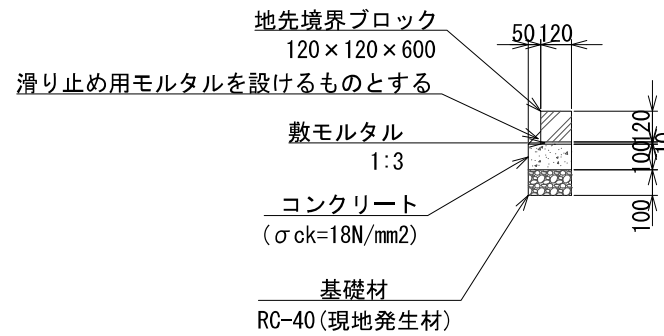 地先境界ブロック
120×120×600
滑り止め用モルタルを設けるものとする
敷モルタル
1:3
コンクリート
(σck=18N/mm2)
基礎材
RC-40(現地発生材)
50 120
120
10
100
100